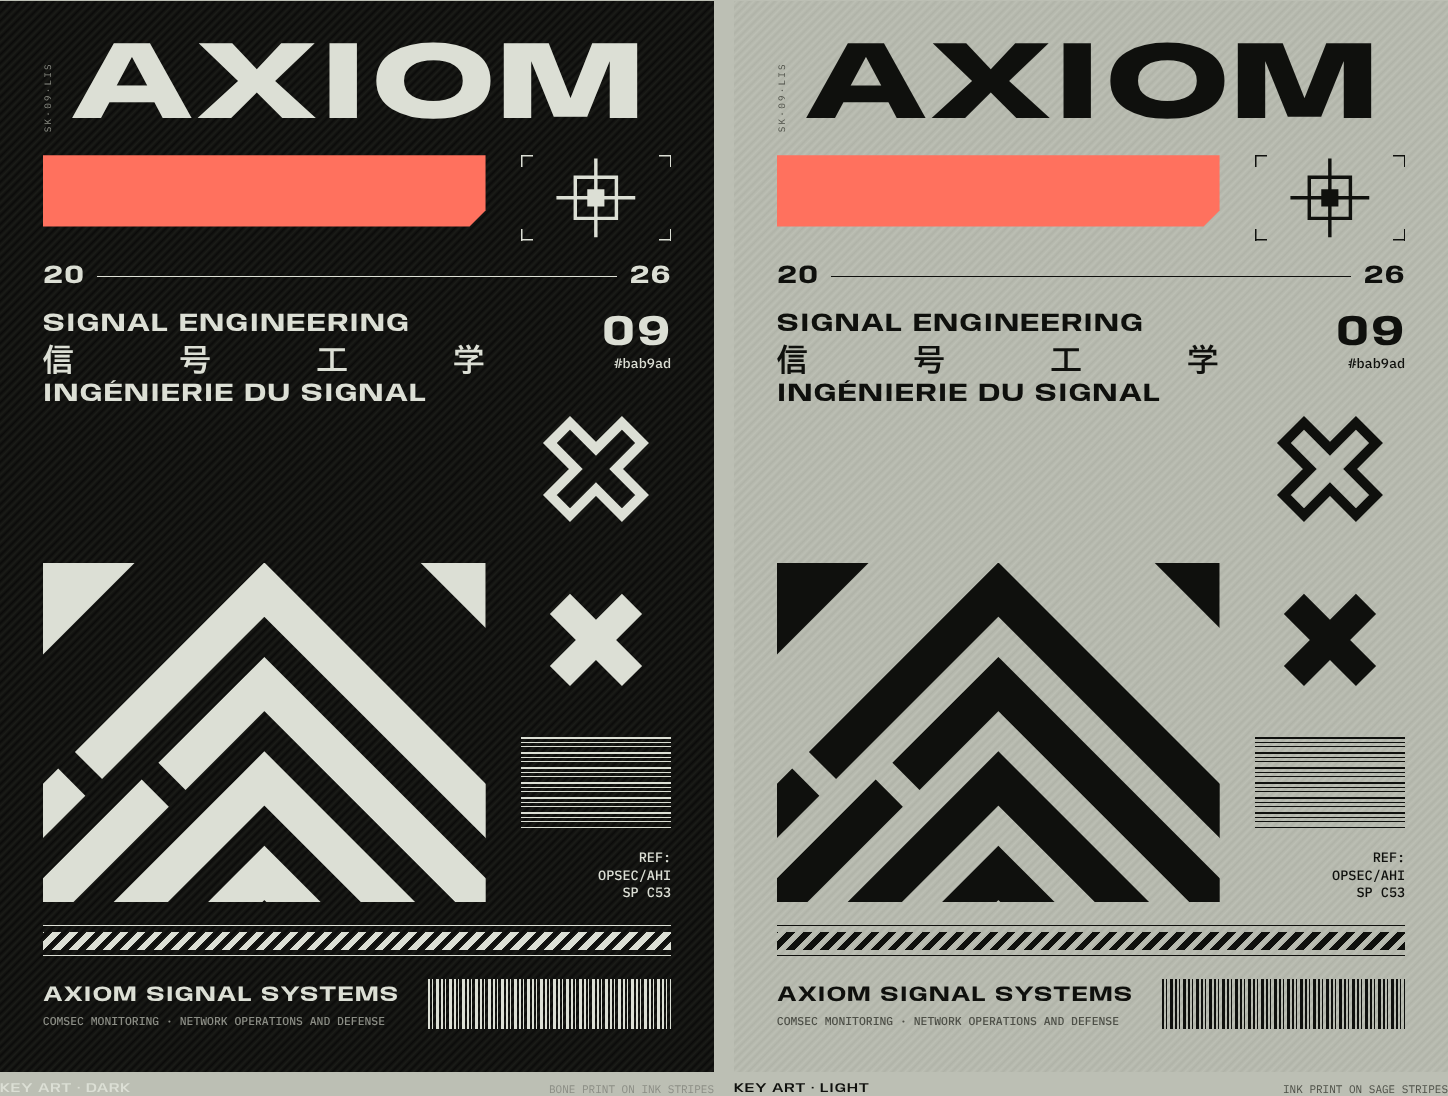 AXIOM
SK·09·LIS
20 26
SIGNAL ENGINEERING
信号工学
INGÉNIERIE DU SIGNAL
09
#bab9ad
REF:
OPSEC/AHI
SP C53
AXIOM SIGNAL SYSTEMS
COMSEC MONITORING · NETWORK OPERATIONS AND DEFENSE
KEY ART · DARK
BONE PRINT ON INK STRIPES
AXIOM
SK·09·LIS
20 26
SIGNAL ENGINEERING
信号工学
INGÉNIERIE DU SIGNAL
09
#bab9ad
REF:
OPSEC/AHI
SP C53
AXIOM SIGNAL SYSTEMS
COMSEC MONITORING · NETWORK OPERATIONS AND DEFENSE
KEY ART · LIGHT
INK PRINT ON SAGE STRIPES